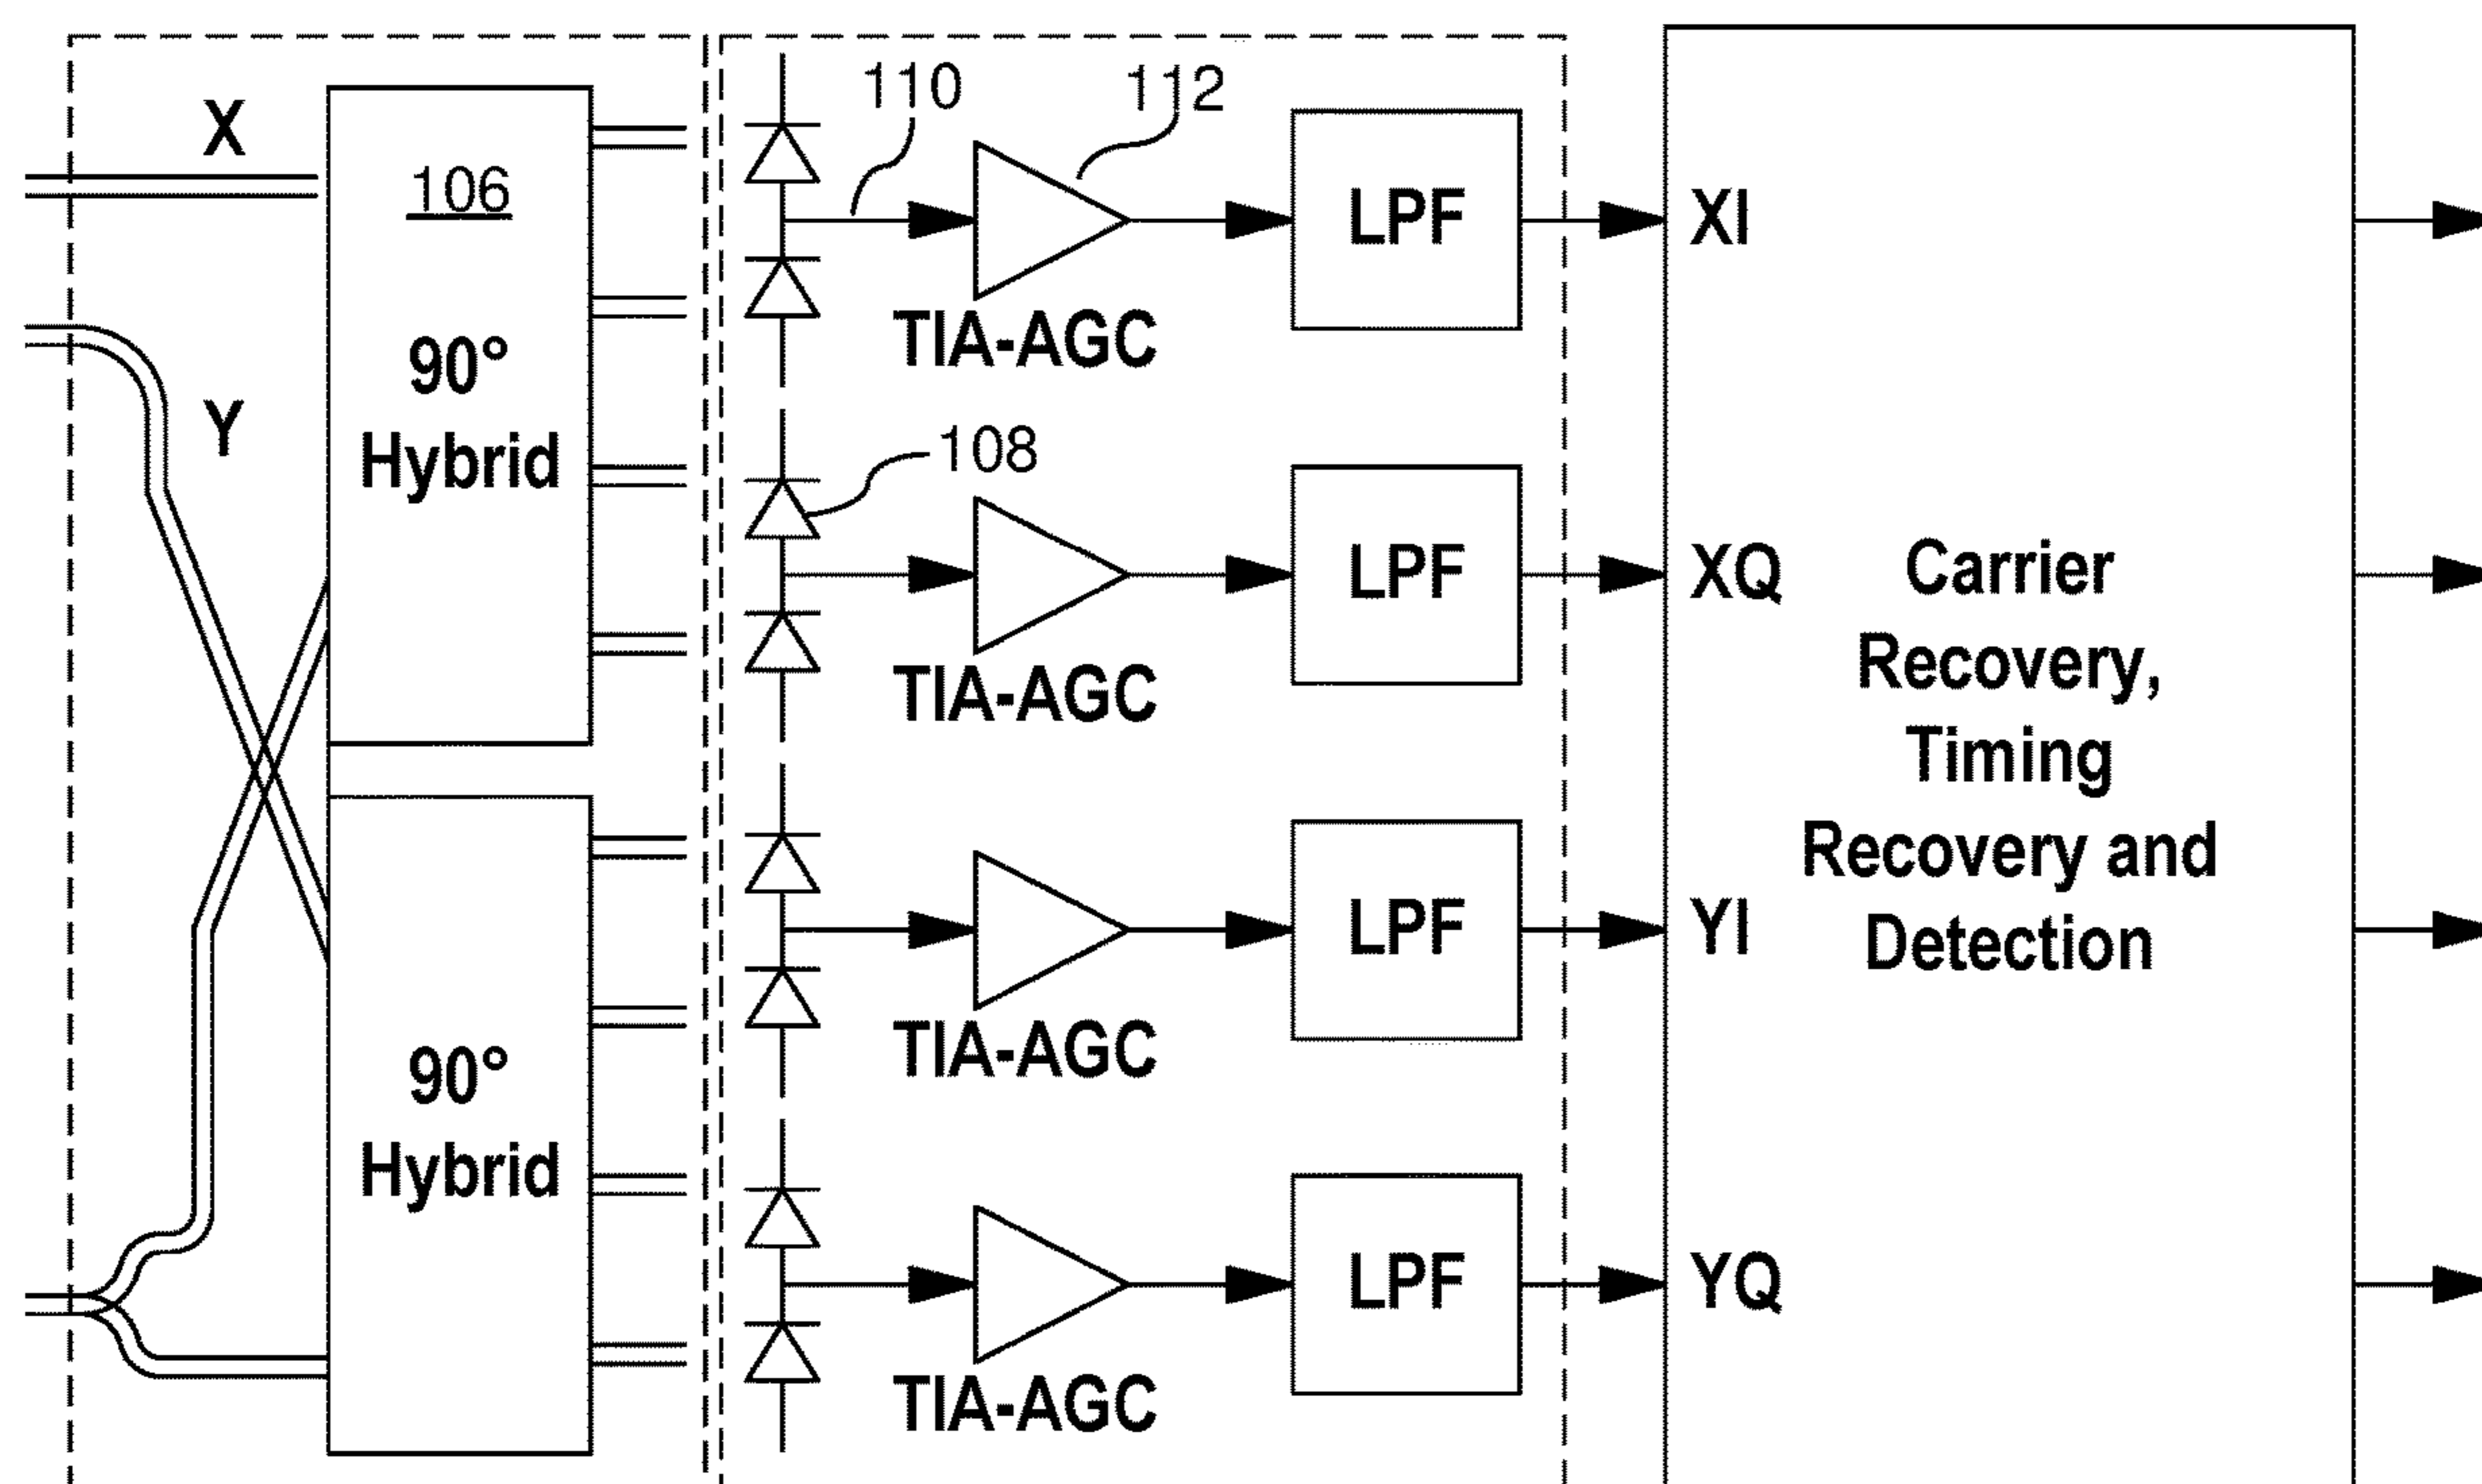 110
112
X
106
LPF
XI
90°
Hybrid
TIA-AGC
Y
108
LPF
XQ
TIA-AGC
Carrier
Recovery,
Timing
Recovery and
Detection
LPF
YI
90°
Hybrid
TIA-AGC
LPF
YQ
TIA-AGC